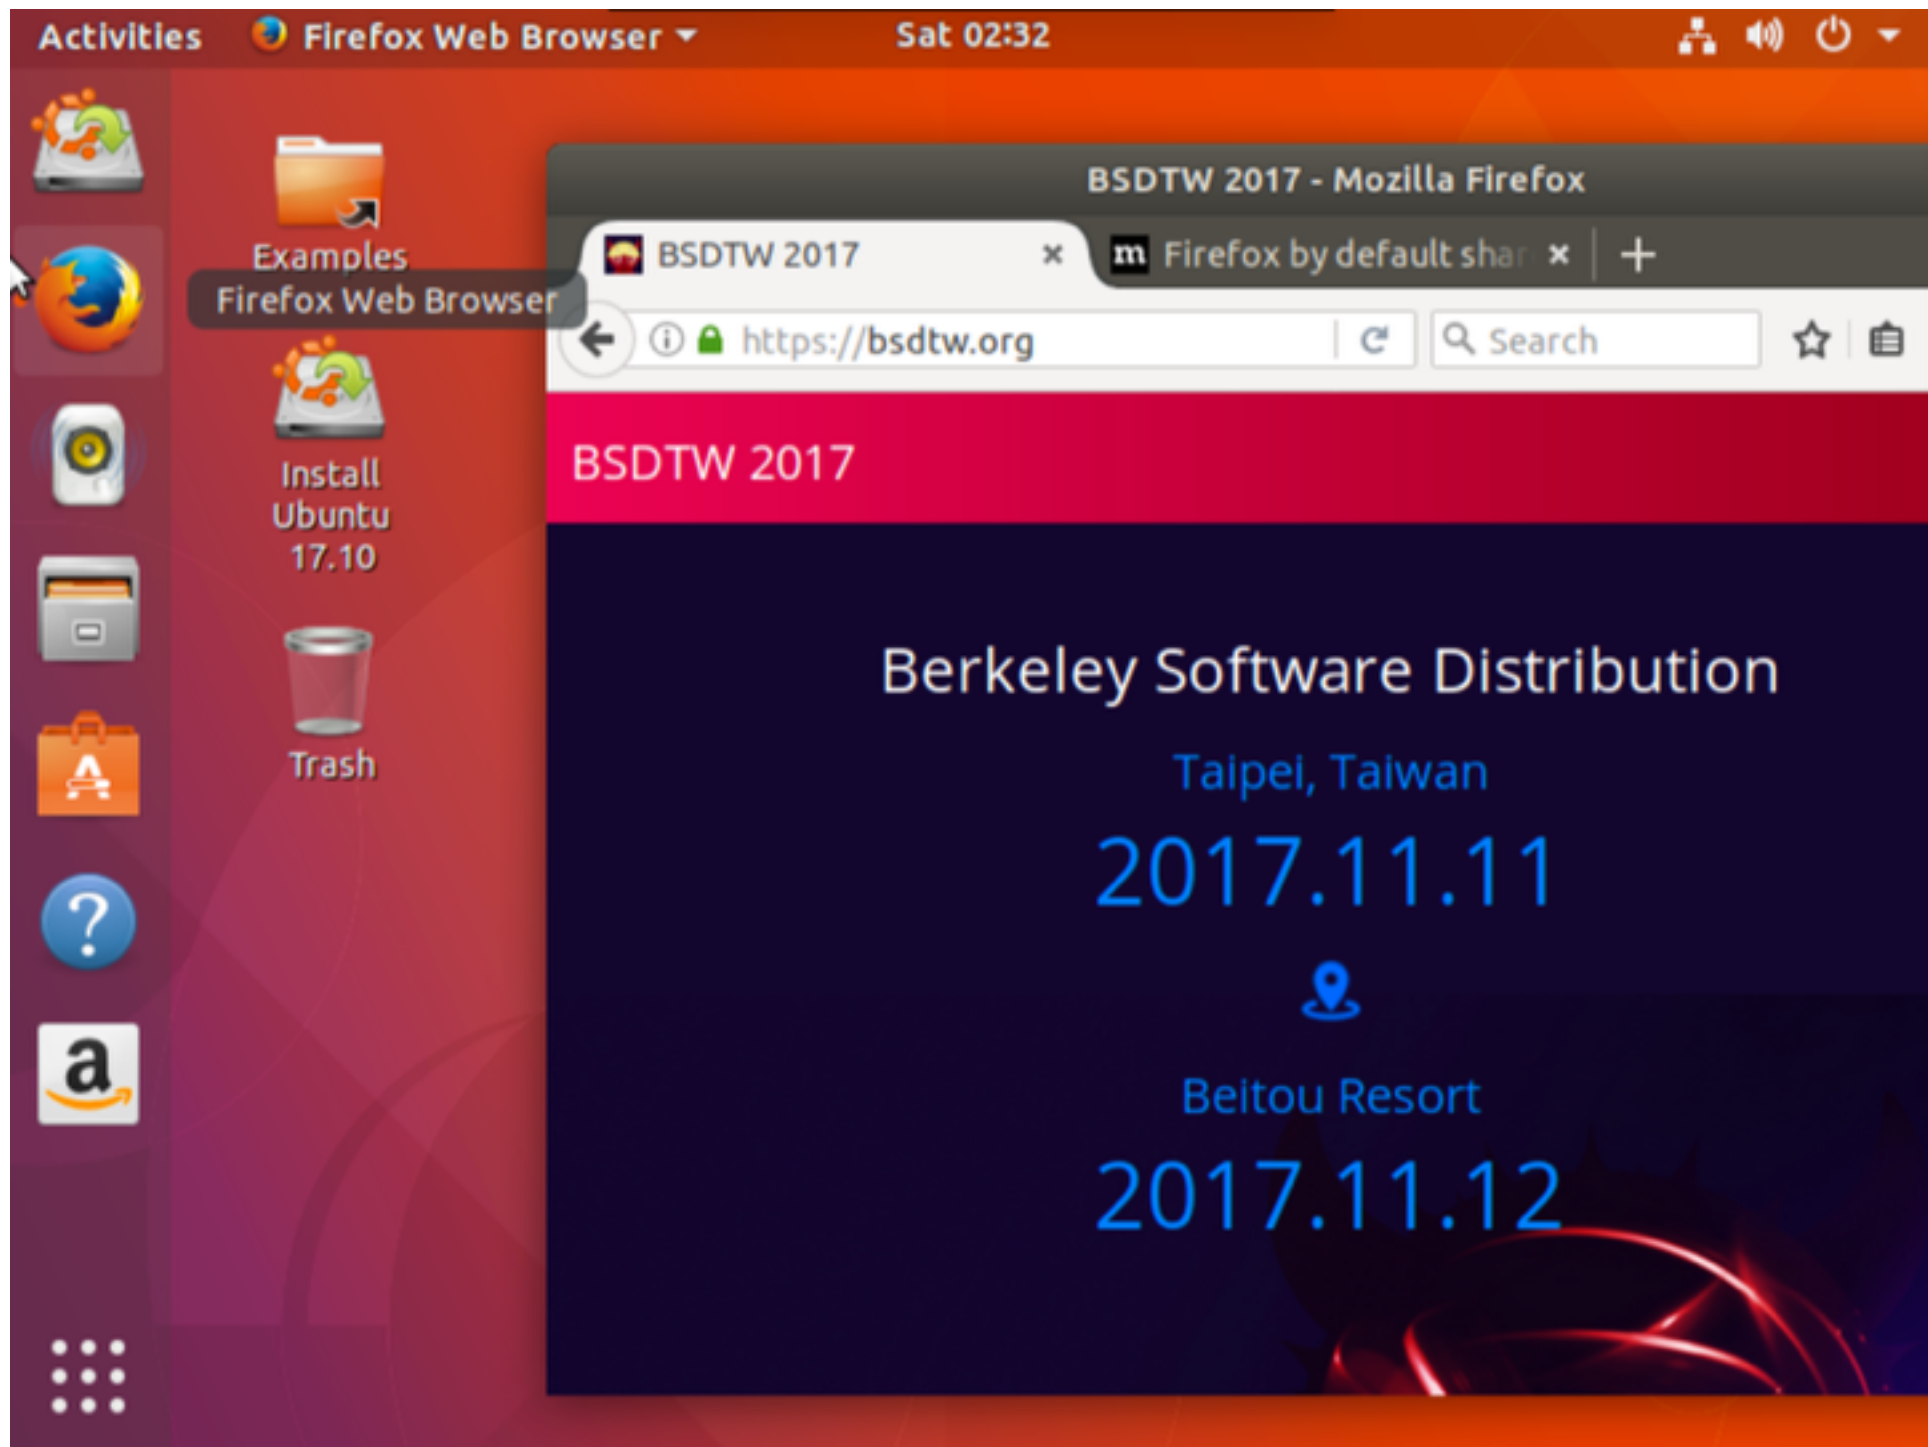 Activities
Firefox Web Browser
Sat 02:32
Examples
Firefox Web Browser
Install
Ubuntu
17.10
Trash
a
BSDTW 2017 - Mozilla Firefox
BSDTW 2017
m Firefox by default shar
https://bsdtw.org
Search
BSDTW 2017
Berkeley Software Distribution
Taipei, Taiwan
2017.11.11
Beitou Resort
2017.11.12